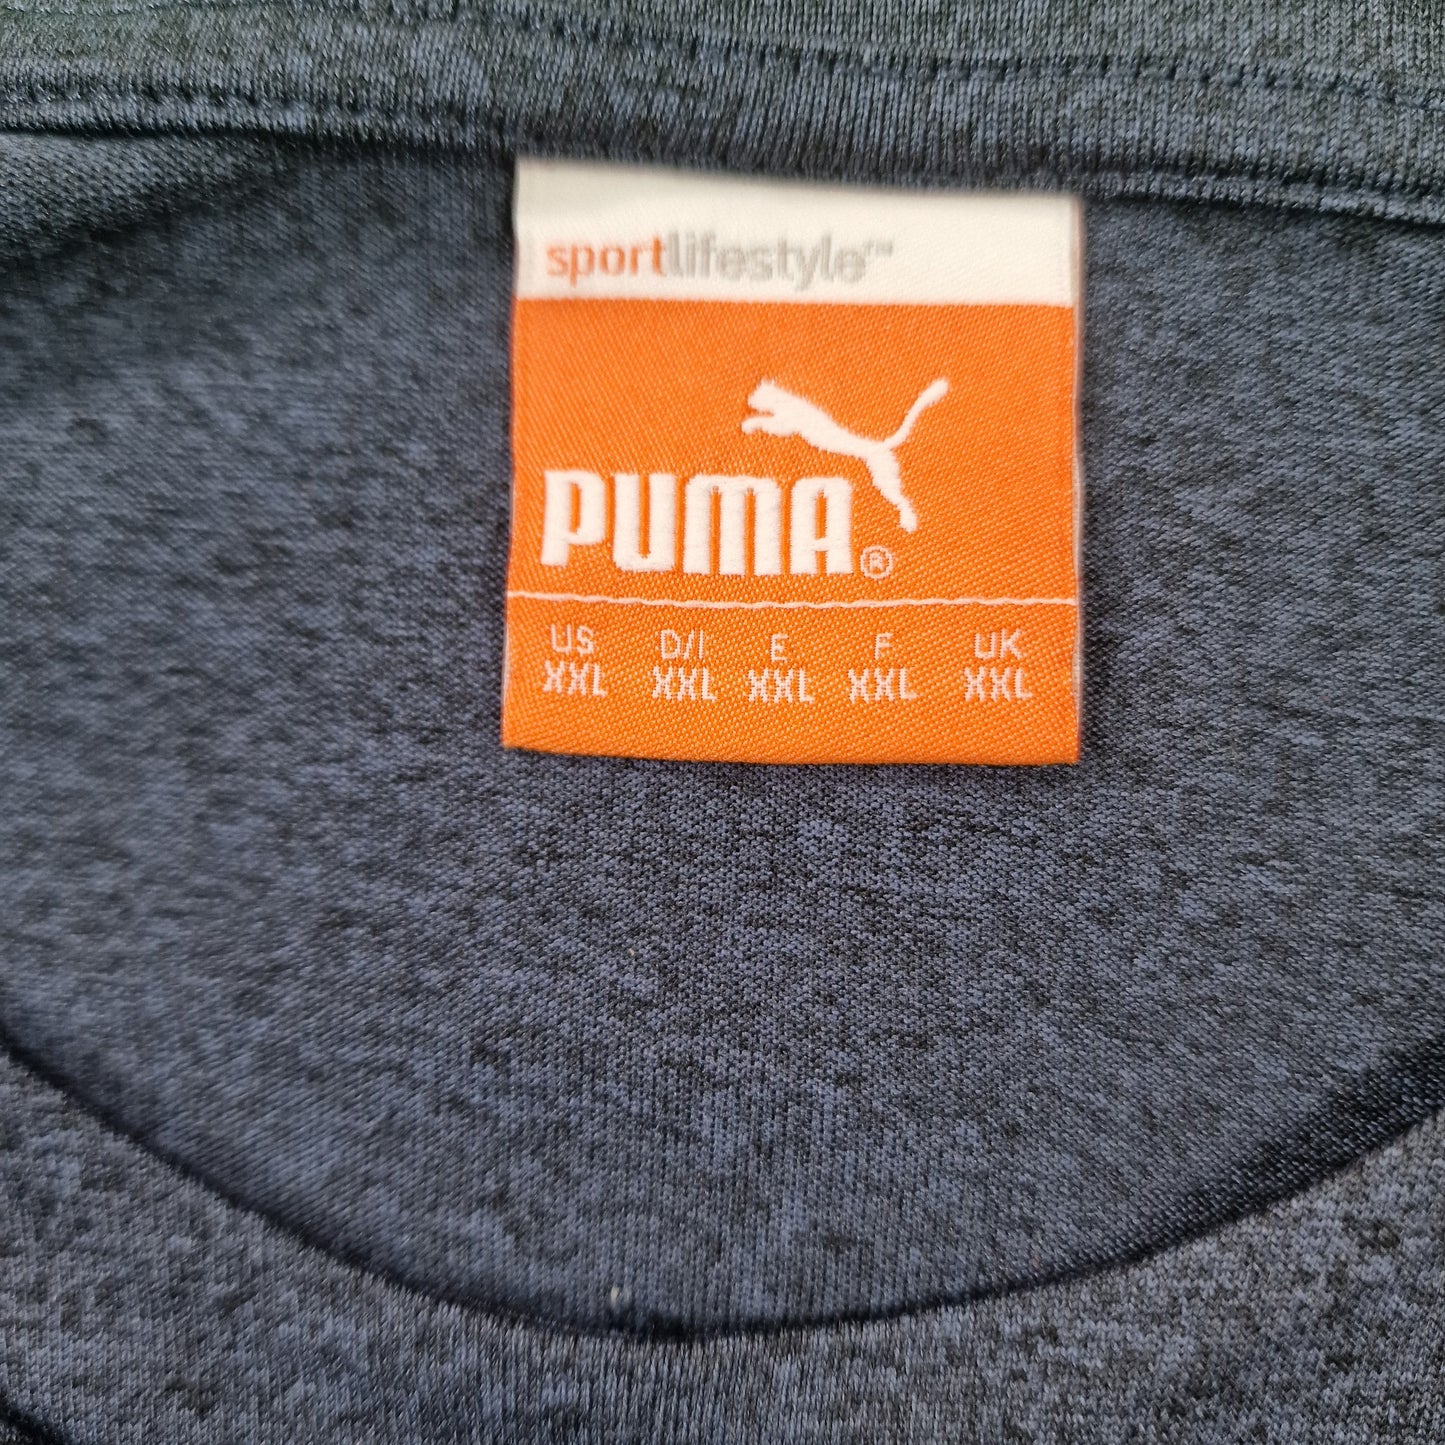 sportlifestyle™
PUMA®
US D/I E F UK
XXL XXL XXL XXL XXL